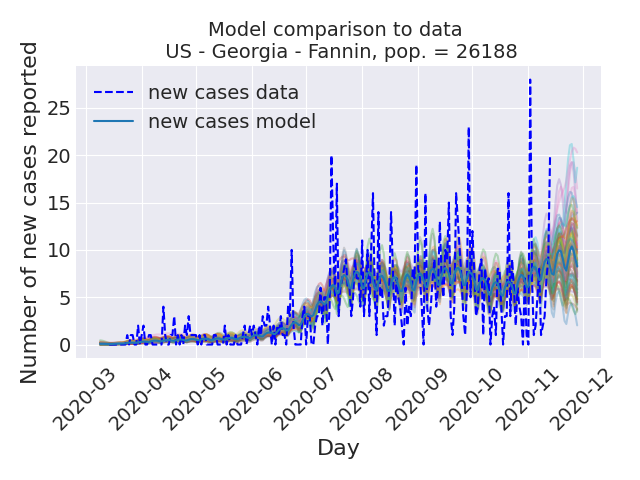 Model comparison to data
US - Georgia - Fannin, pop. = 26188
Number of new cases reported
new cases data
new cases model
25
20
15
10
5
0
2020-03
2020-04
2020-05
2020-06
2020-07
2020-08
2020-09
2020-10
2020-11
2020-12
Day